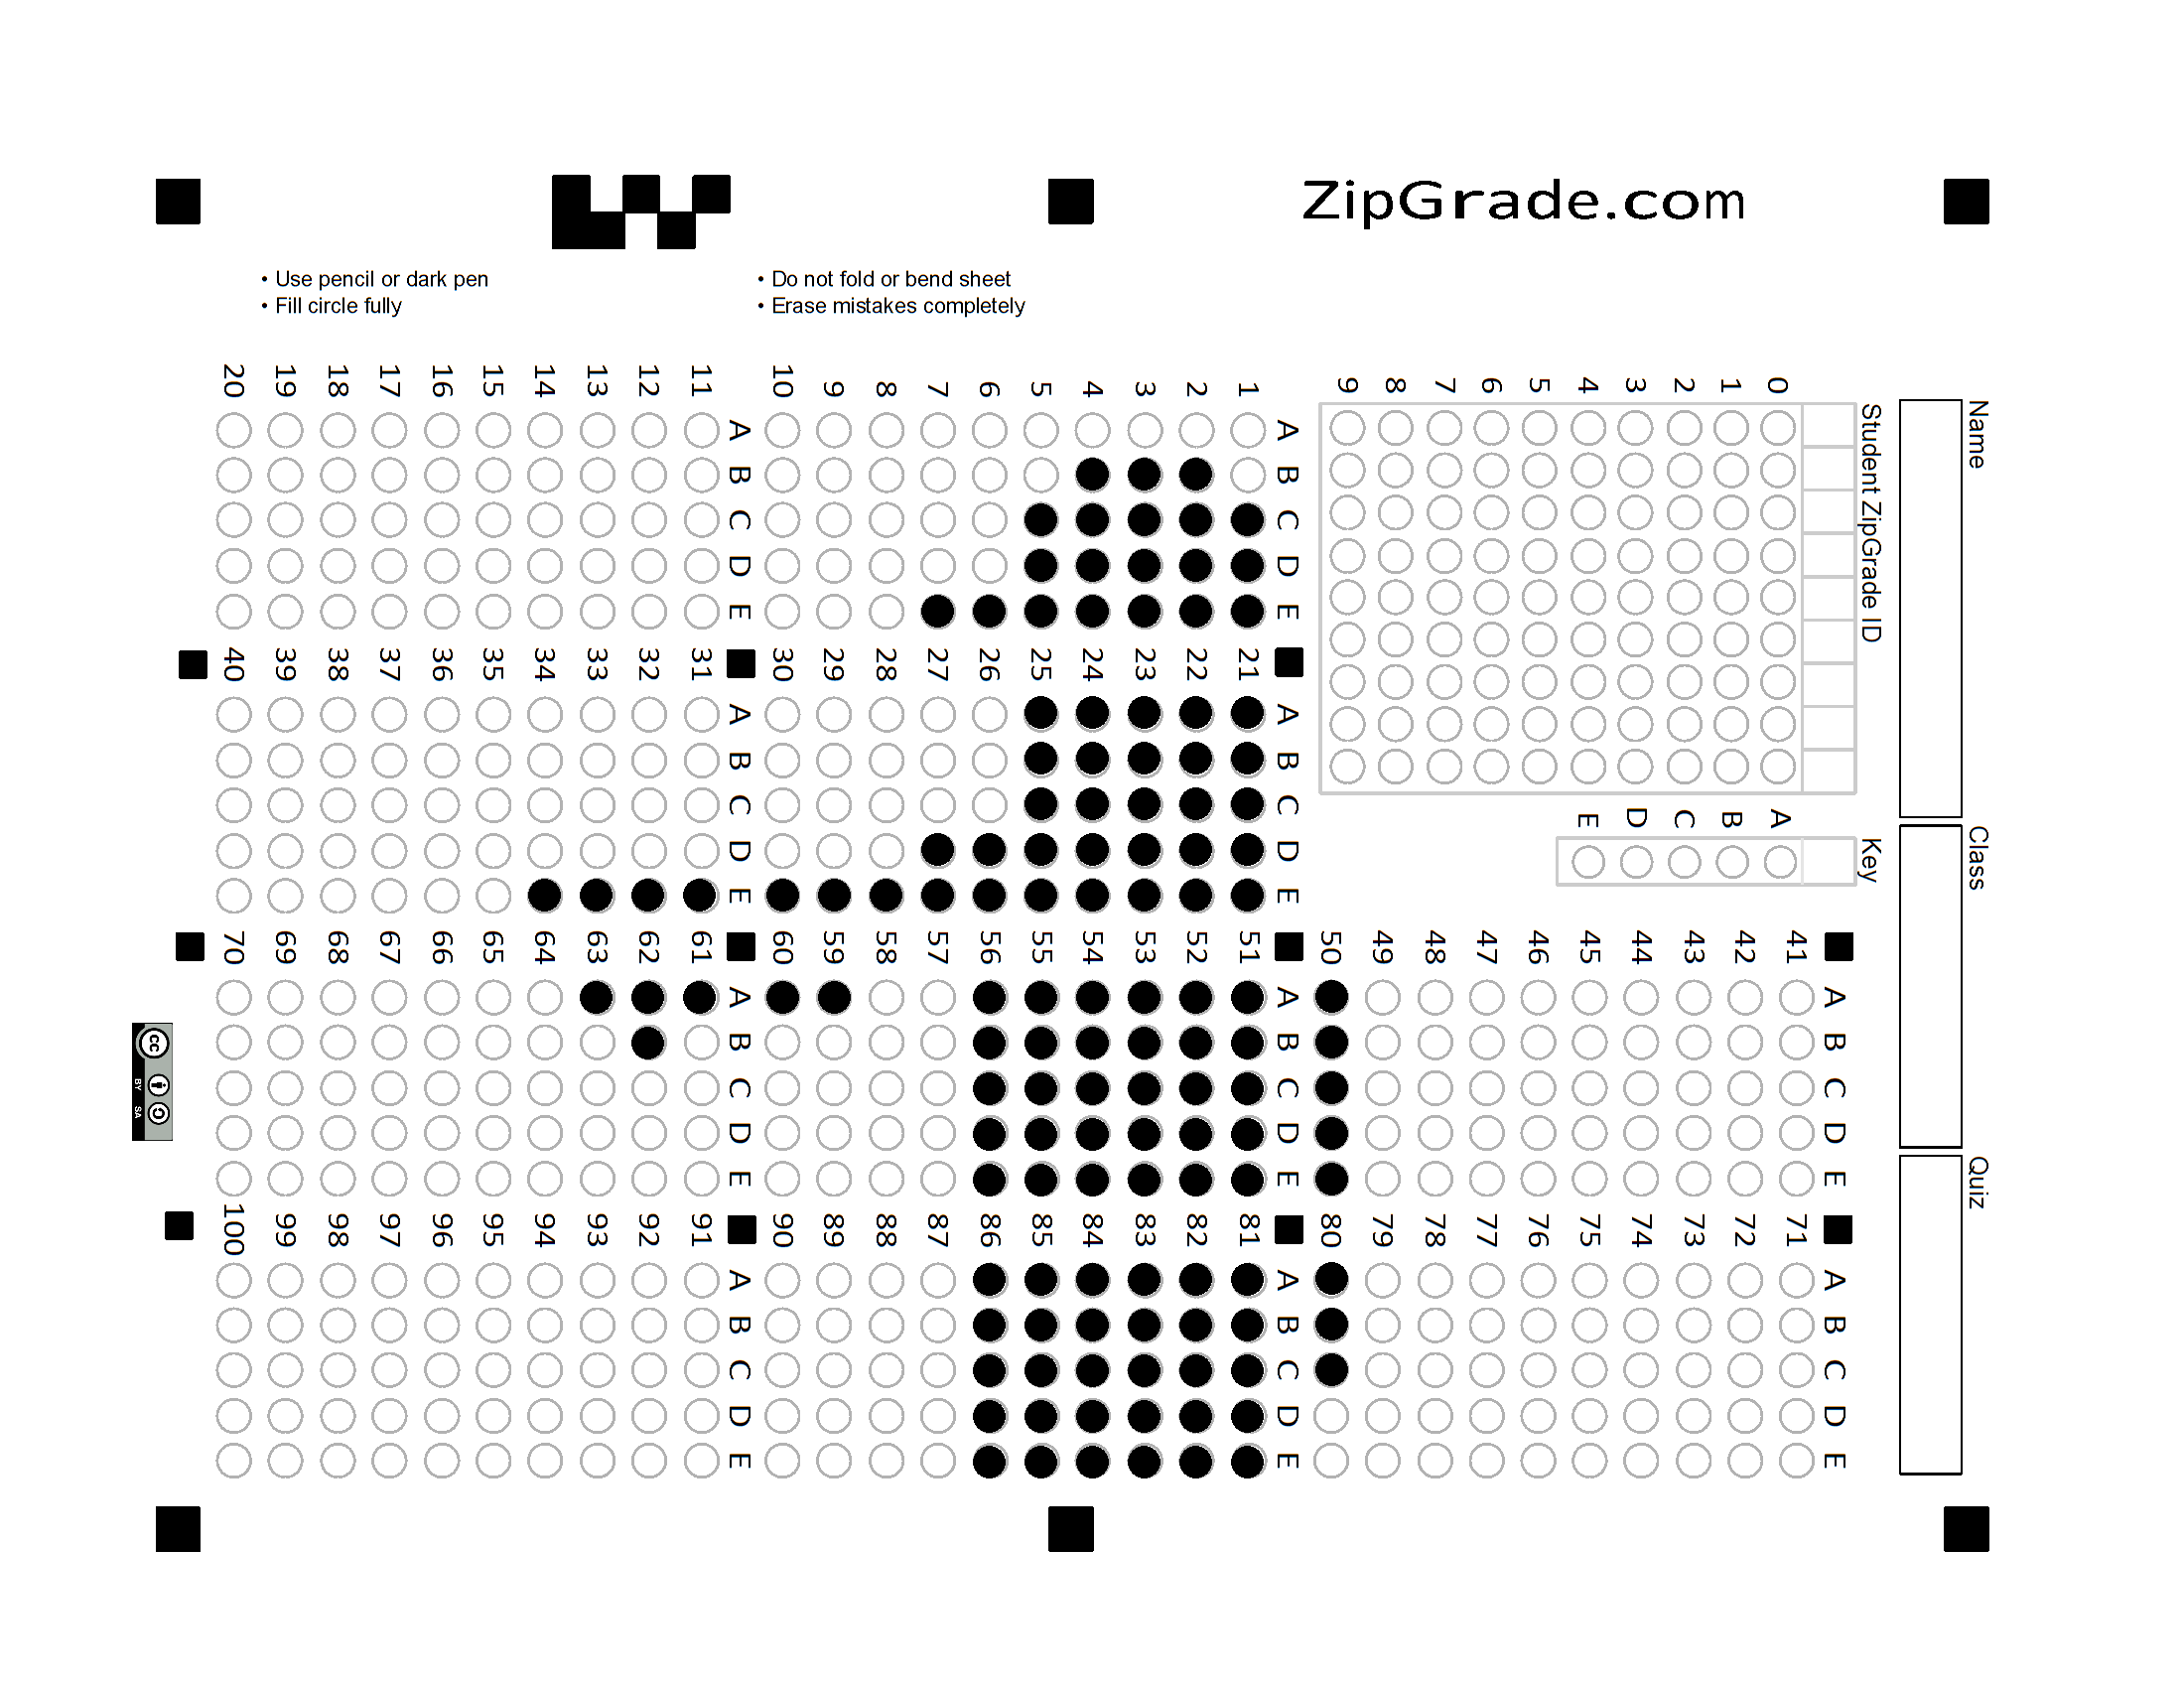 ZipGrade.com
• Use pencil or dark pen
• Fill circle fully
• Do not fold or bend sheet
• Erase mistakes completely
Name
Class
Quiz
Student ZipGrade ID
0 1 2 3 4 5 6 7 8 9
Key
A B C D E
1 2 3 4 5 6 7 8 9 10
A B C D E
11 12 13 14 15 16 17 18 19 20
A B C D E
21 22 23 24 25 26 27 28 29 30
A B C D E
31 32 33 34 35 36 37 38 39 40
A B C D E
41 42 43 44 45 46 47 48 49 50
A B C D E
51 52 53 54 55 56 57 58 59 60
A B C D E
61 62 63 64 65 66 67 68 69 70
A B C D E
71 72 73 74 75 76 77 78 79 80
A B C D E
81 82 83 84 85 86 87 88 89 90
A B C D E
91 92 93 94 95 96 97 98 99 100
A B C D E
cc
BY SA